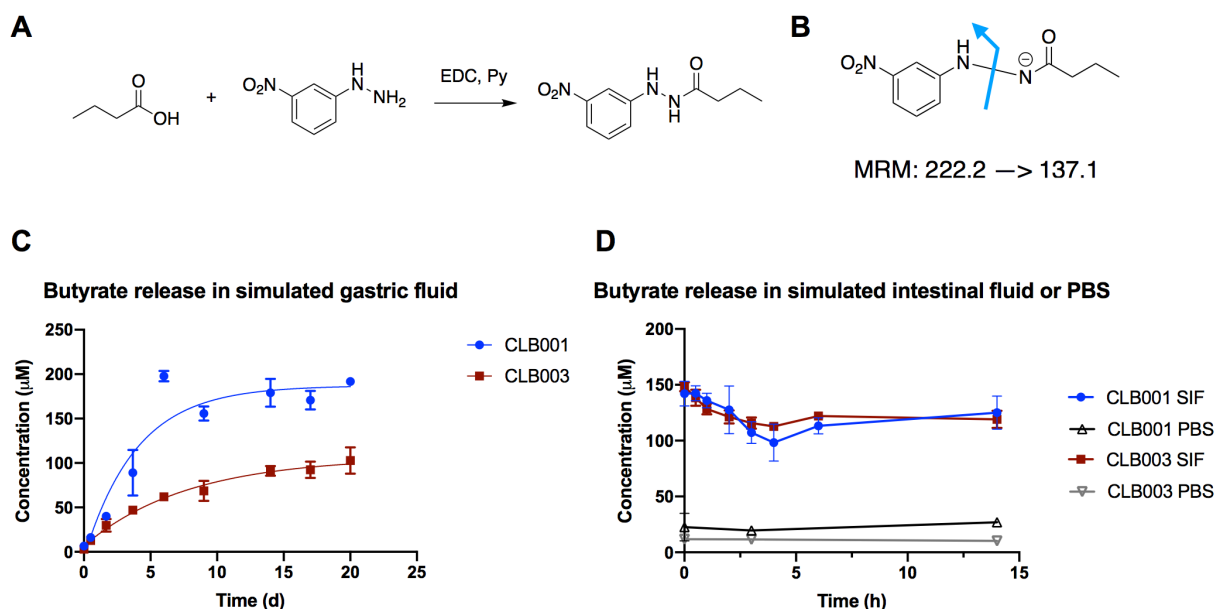 A
B
O
OH
+
O₂N
H
N
NH₂
EDC, Py
O₂N
H
N
N
H
O
O₂N
H
N
N
⊖
O
MRM: 222.2 —> 137.1
C
D
Butyrate release in simulated gastric fluid
Concentration (μM)
250
200
150
100
50
0
0
5
10
15
20
25
Time (d)
CLB001
CLB003
Butyrate release in simulated intestinal fluid or PBS
Concentration (μM)
200
150
100
50
0
0
5
10
15
Time (h)
CLB001 SIF
CLB001 PBS
CLB003 SIF
CLB003 PBS